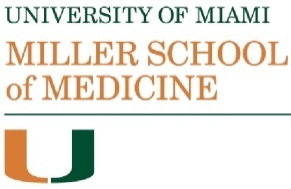 UNIVERSITY OF MIAMI
MILLER SCHOOL
of MEDICINE
U